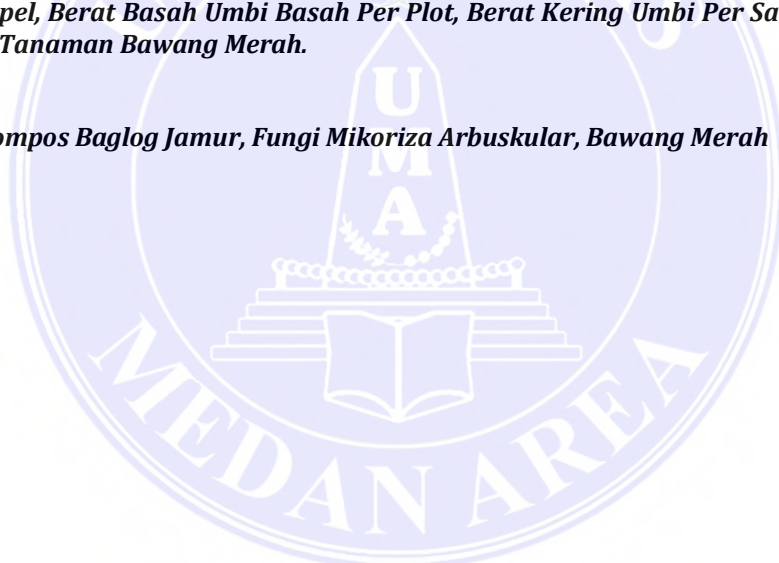 pel, Berat Basah Umbi Basah Per Plot, Berat Kering Umbi Per Sa
Tanaman Bawang Merah.
ompos Baglog Jamur, Fungi Mikoriza Arbuskular, Bawang Merah
U
M
A
MEDAN AREA